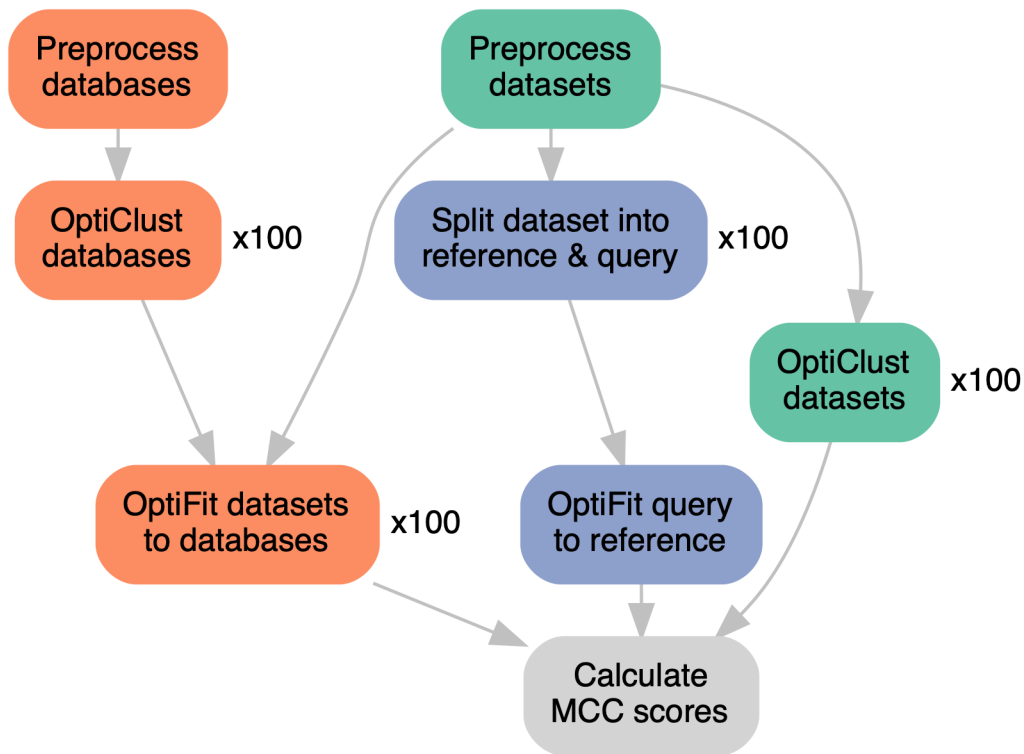 Preprocess
databases
Preprocess
datasets
OptiClust
databases
x100
Split dataset into
reference & query
x100
OptiClust
datasets
x100
OptiFit datasets
to databases
x100
OptiFit query
to reference
Calculate
MCC scores